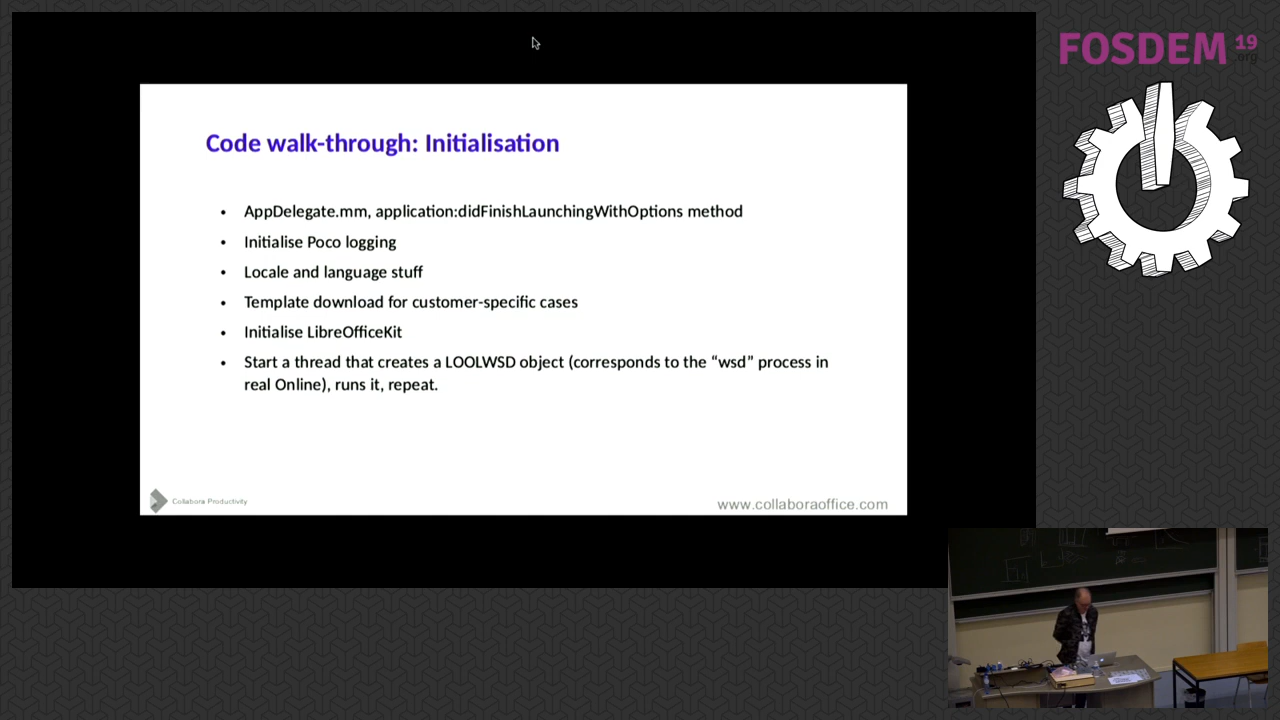 FOSDEM 19
.org
Code walk-through: Initialisation
• AppDelegate.mm, application:didFinishLaunchingWithOptions method
• Initialise Poco logging
• Locale and language stuff
• Template download for customer-specific cases
• Initialise LibreOfficeKit
• Start a thread that creates a LOOLWSD object (corresponds to the “wsd” process in
real Online), runs it, repeat.
Collabora Productivity
www.collaboraoffice.com